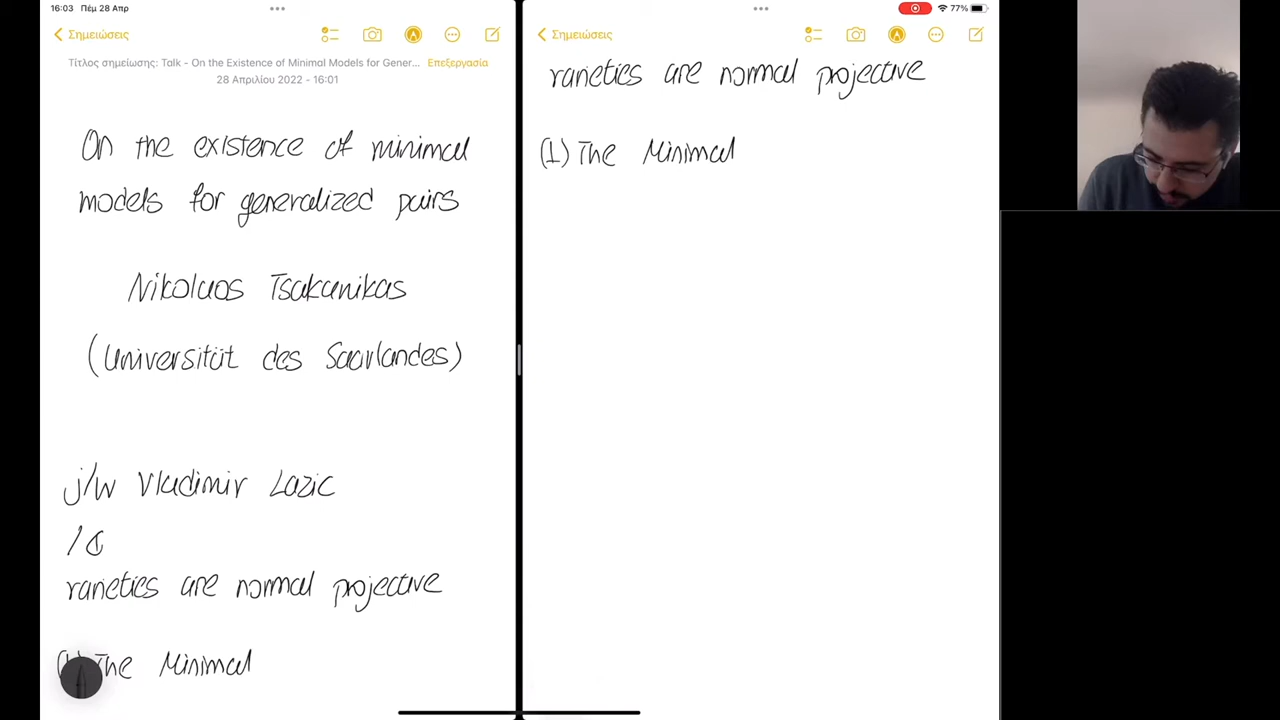 16:03 Πέμ 28 Απρ
77%
Σημειώσεις
Τίτλος σημείωσης: Talk - On the Existence of Minimal Models for Gener... Επεξεργασία
28 Απριλίου 2022 - 16:01
On the existence of minimal
models for generalized pairs
Nikolaos Tsakanikas
(Universität des Saarlandes)
j/w Vladimir Lazic
/ℂ
varieties are normal projective
(1) The Minimal
Σημειώσεις
varieties are normal projective
(1) The Minimal